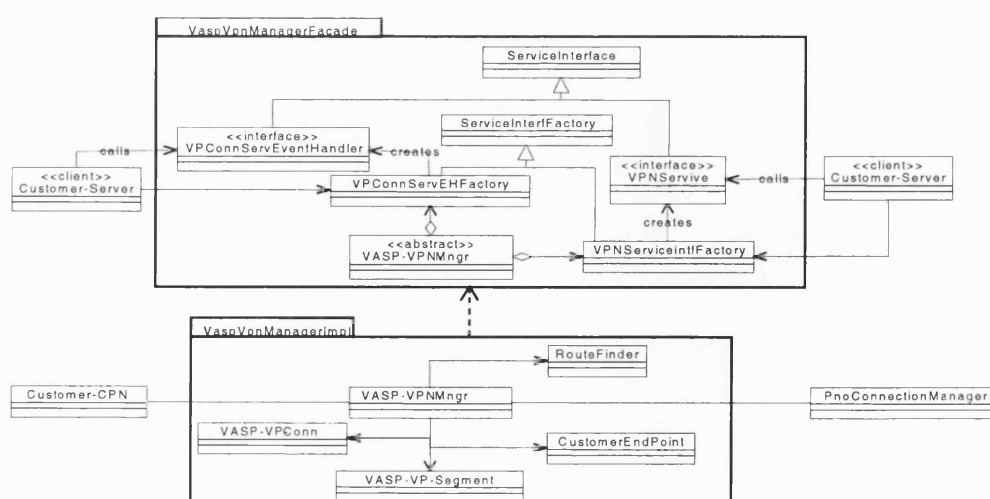 VaspVpnManagerFacade
ServiceInterface
ServiceInterfFactory
<<interface>>
VPConnServEventHandler
calls
creates
<<client>>
Customer-Server
VPConnServEHFactory
<<interface>>
VPNServive
calls
<<client>>
Customer-Server
creates
<<abstract>>
VASP-VPNMngr
VPNServiceintfFactory
VaspVpnManagerImpl
RouteFinder
Customer-CPN
VASP-VPNMngr
PnoConnectionManager
VASP-VPConn
CustomerEndPoint
VASP-VP-Segment